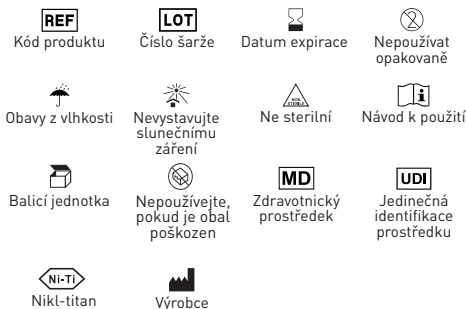 REF LOT
Kód produktu Číslo šarže Datum expirace Nepoužívat
opakovaně
2
NON
STERILE
i
Obavy z vlhkosti Nevystavujte Ne sterilní Návod k použití
slunečnímu
záření
MD UDI
Balicí jednotka Nepoužívejte, Zdravotnický Jedinečná
pokud je obal prostředek identifikace
poškozen prostředku
Ni-Ti
Nikl-titan Výrobce